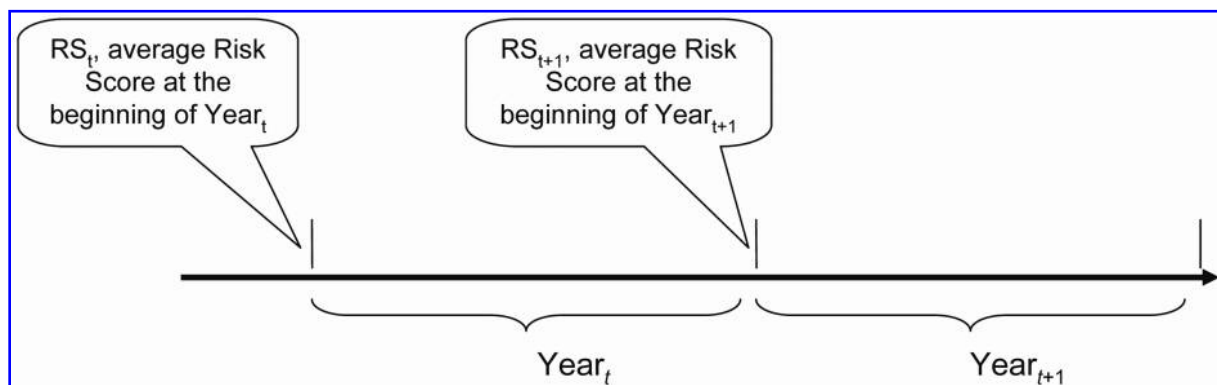 RSₜ, average Risk
Score at the
beginning of Yearₜ
RSₜ₊₁, average Risk
Score at the
beginning of Yearₜ₊₁
Yearₜ
Yearₜ₊₁